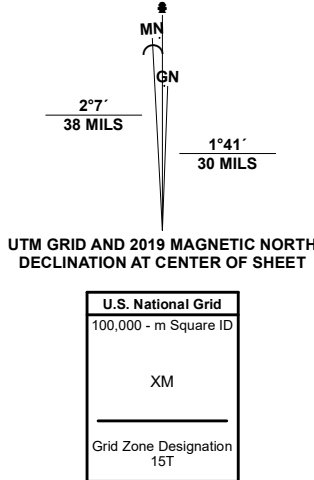 MN
GN
2°7´
38 MILS
1°41´
30 MILS
UTM GRID AND 2019 MAGNETIC NORTH
DECLINATION AT CENTER OF SHEET
U.S. National Grid
100,000 - m Square ID
XM
Grid Zone Designation
15T